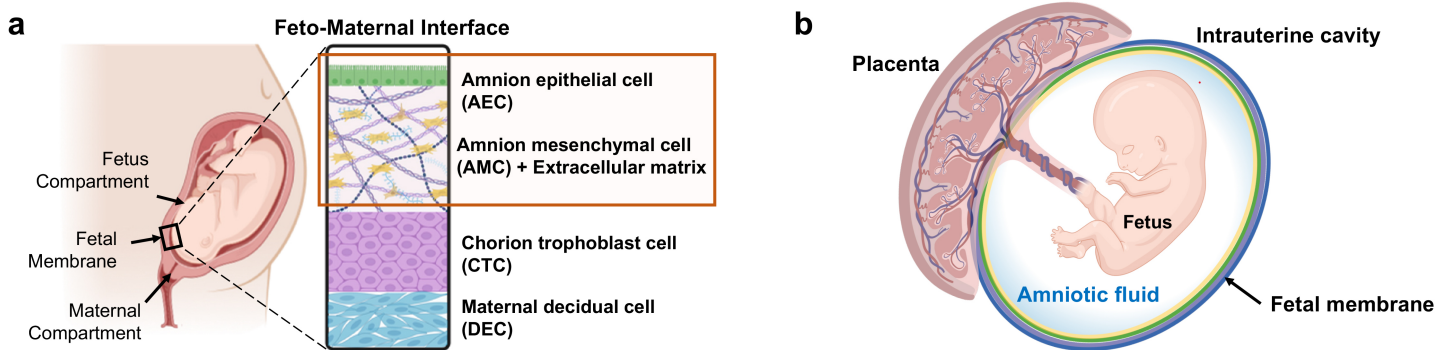 a
Feto-Maternal Interface
Amnion epithelial cell
(AEC)
Amnion mesenchymal cell
(AMC) + Extracellular matrix
Chorion trophoblast cell
(CTC)
Maternal decidual cell
(DEC)
Fetus
Compartment
Fetal
Membrane
Maternal
Compartment
b
Placenta
Intrauterine cavity
Fetus
Amniotic fluid
Fetal membrane